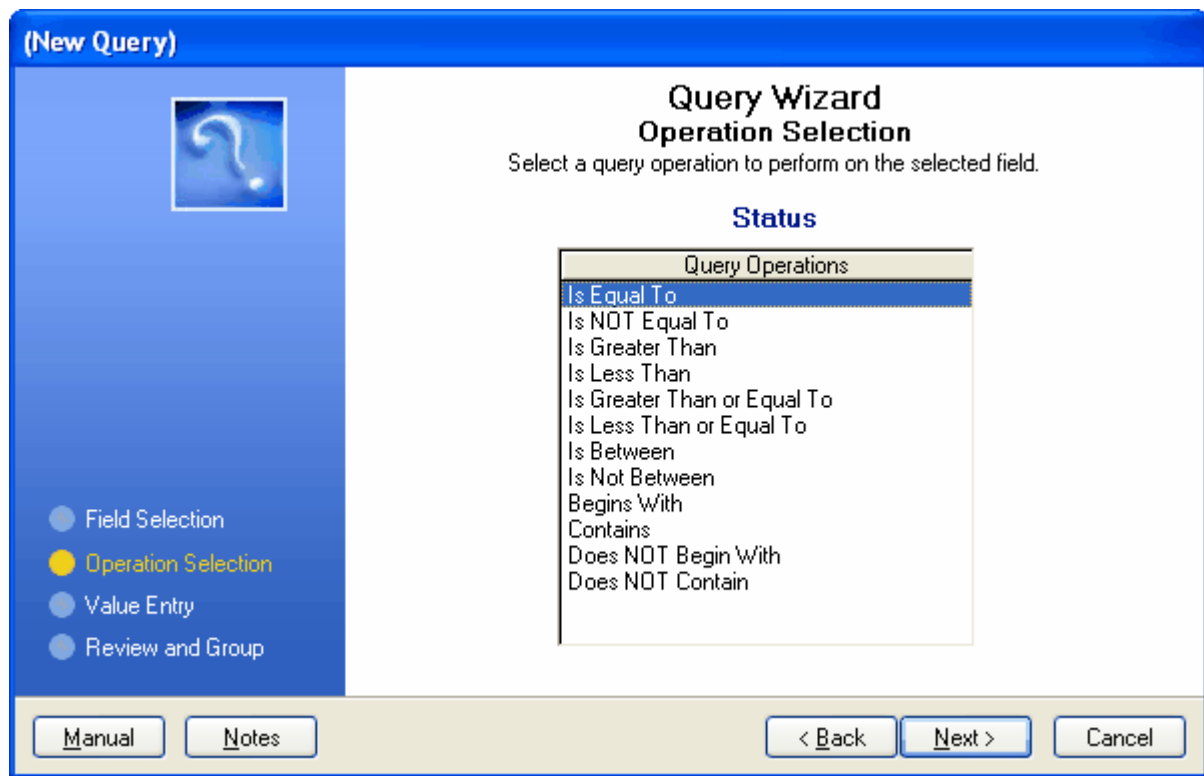 (New Query)
Query Wizard
Operation Selection
Select a query operation to perform on the selected field.
Status
Query Operations
Is Equal To
Is NOT Equal To
Is Greater Than
Is Less Than
Is Greater Than or Equal To
Is Less Than or Equal To
Is Between
Is Not Between
Begins With
Contains
Does NOT Begin With
Does NOT Contain
Field Selection
Operation Selection
Value Entry
Review and Group
Manual Notes < Back Next > Cancel